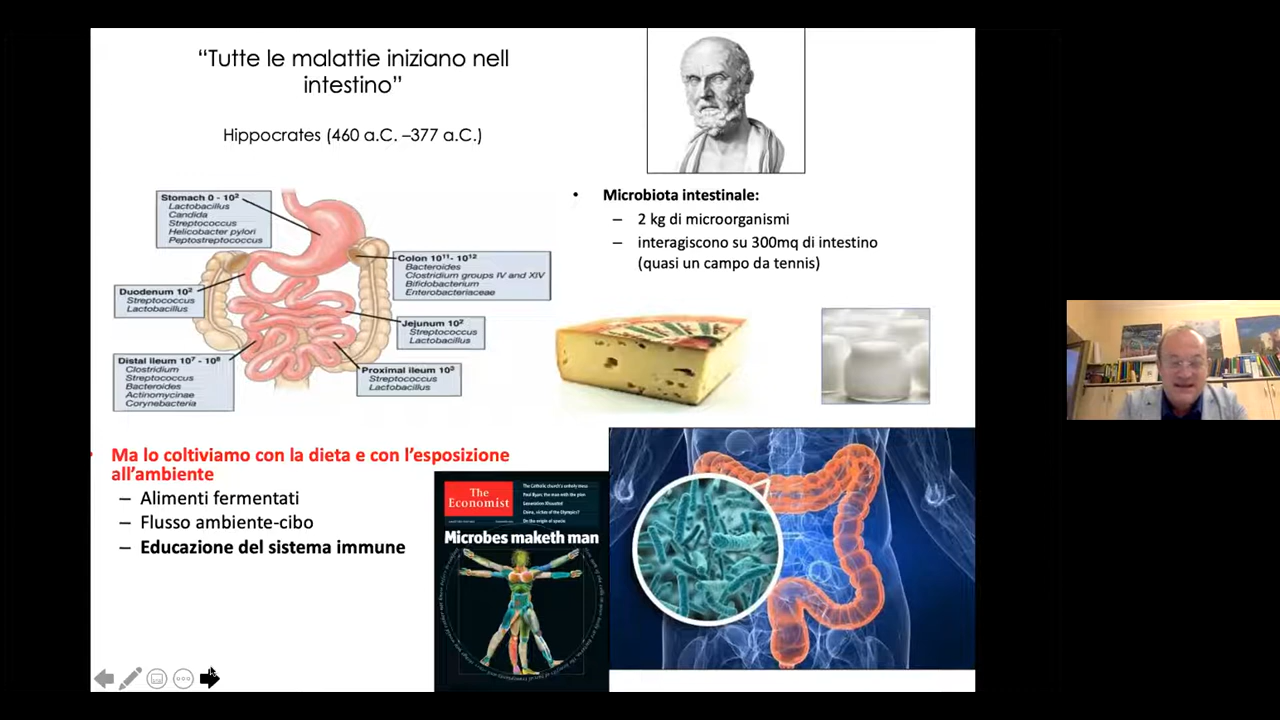 “Tutte le malattie iniziano nell
intestino”
Hippocrates (460 a.C. –377 a.C.)
Stomach 0 - 10²
Lactobacillus
Candida
Streptococcus
Helicobacter pylori
Peptostreptococcus
Duodenum 10²
Streptococcus
Lactobacillus
Distal ileum 10⁷ - 10⁸
Clostridium
Streptococcus
Bacteroides
Actinomycinae
Corynebacteria
Colon 10¹¹- 10¹²
Bacteroides
Clostridium groups IV and XIV
Bifidobacterium
Enterobacteriaceae
Jejunum 10²
Streptococcus
Lactobacillus
Proximal ileum 10³
Streptococcus
Lactobacillus
• Microbiota intestinale:
– 2 kg di microorganismi
– interagiscono su 300mq di intestino
(quasi un campo da tennis)
Ma lo coltiviamo con la dieta e con l’esposizione
all’ambiente
– Alimenti fermentati
– Flusso ambiente-cibo
– Educazione del sistema immune
The
Economist
The Catholic church's unholy mess
Paul Ryan: the man with the plan
China, victor of the Olympics?
On the origin of specie
Microbes maketh man